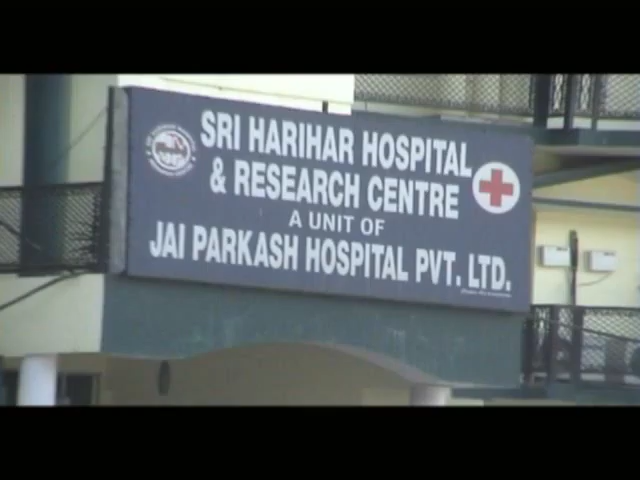 SRI HARIHAR HOSPITAL
& RESEARCH CENTRE
A UNIT OF
JAI PARKASH HOSPITAL PVT. LTD.